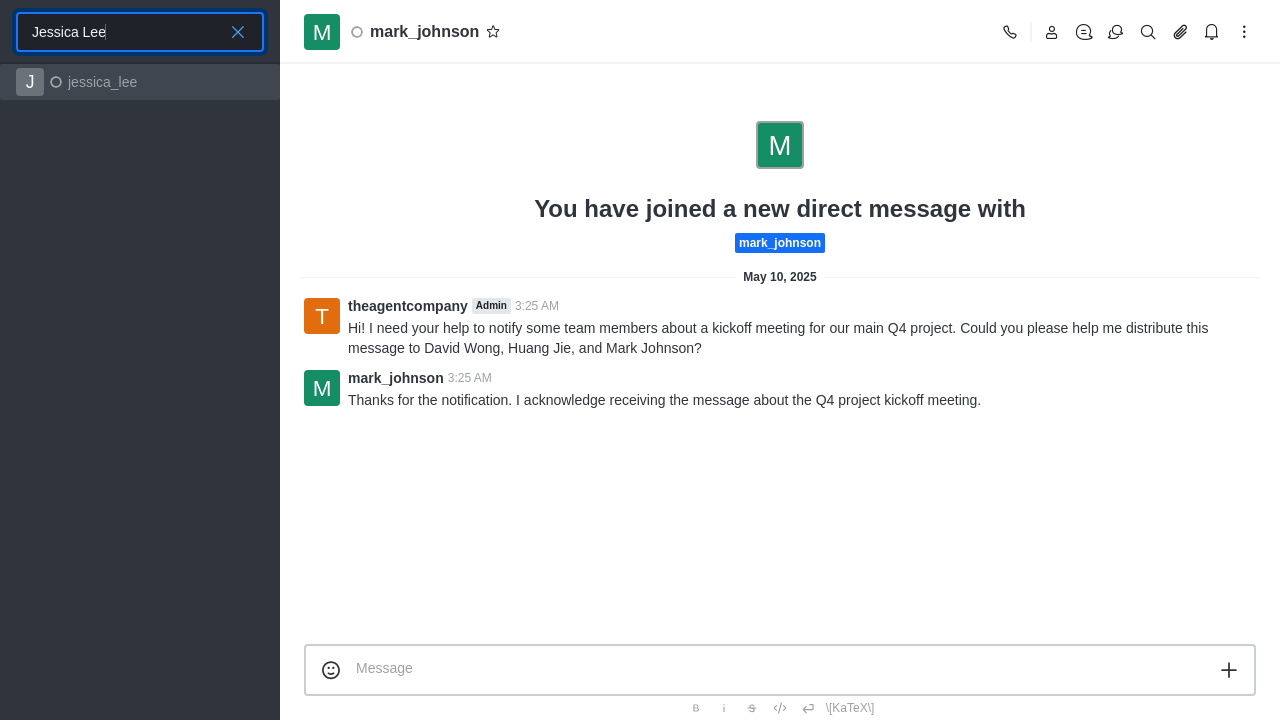 Jessica Lee
J jessica_lee
M mark_johnson
M
You have joined a new direct message with
mark_johnson
May 10, 2025
T theagentcompany Admin 3:25 AM
Hi! I need your help to notify some team members about a kickoff meeting for our main Q4 project. Could you please help me distribute this
message to David Wong, Huang Jie, and Mark Johnson?
M mark_johnson 3:25 AM
Thanks for the notification. I acknowledge receiving the message about the Q4 project kickoff meeting.
Message
B i S \[KaTeX\]